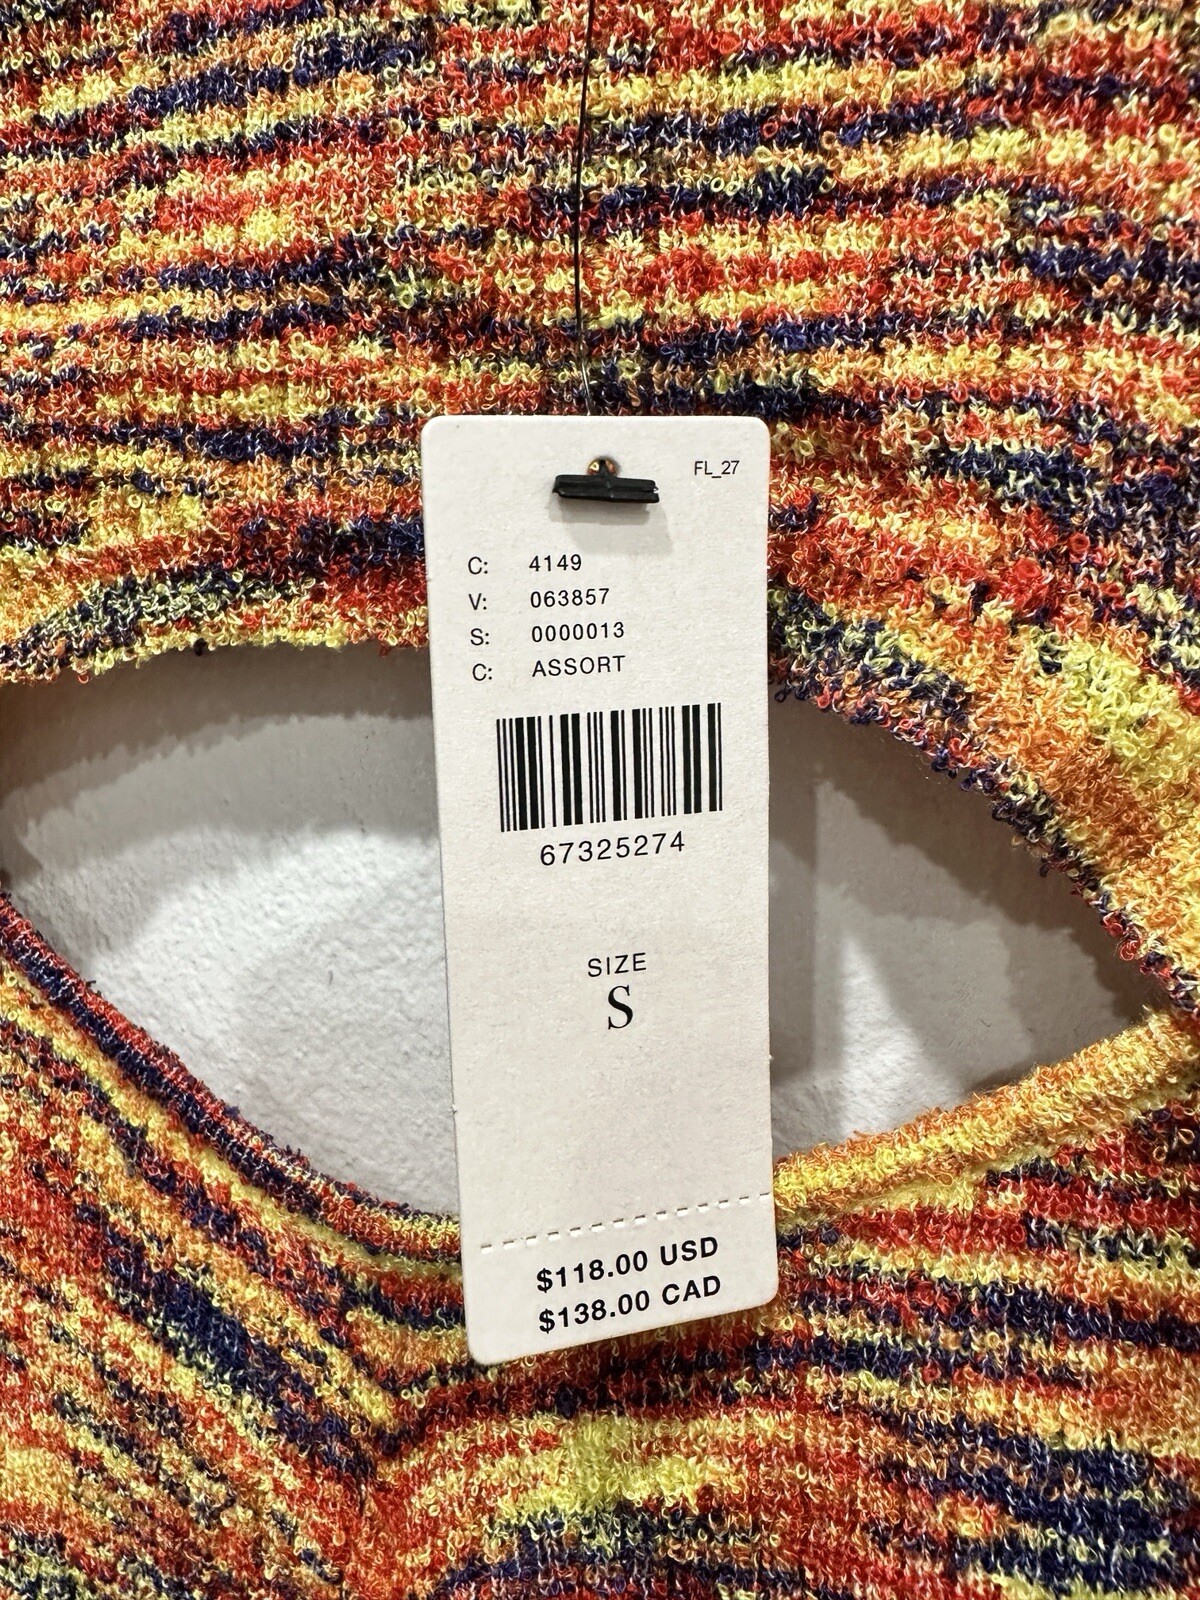 FL_27
C: 4149
V: 063857
S: 0000013
C: ASSORT
67325274
SIZE
S
$118.00 USD
$138.00 CAD